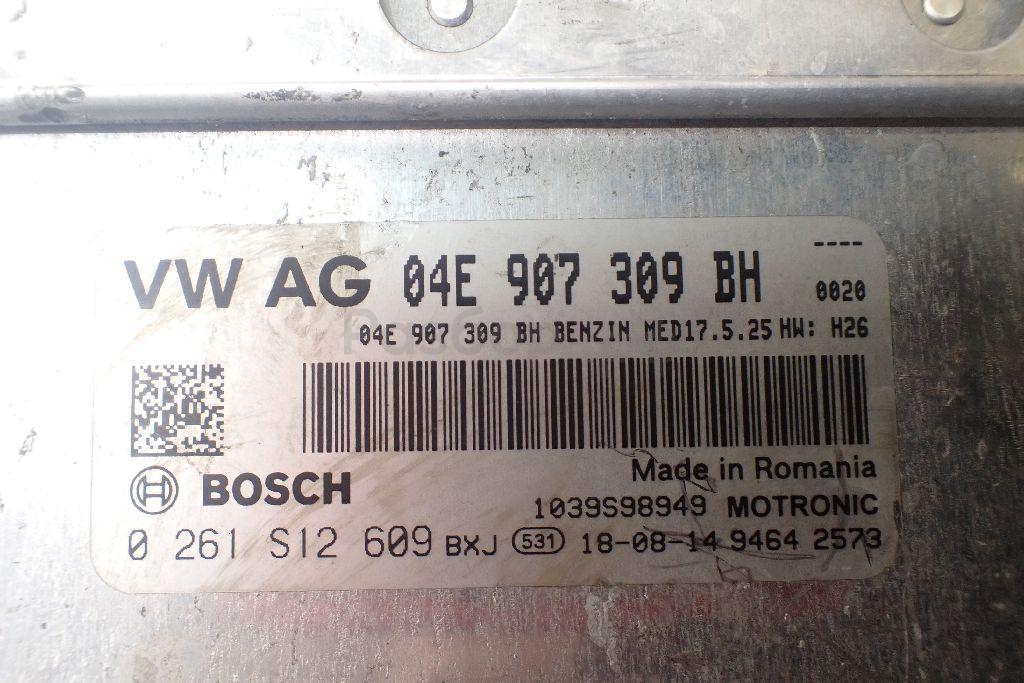 ----
VW AG 04E 907 309 BH 0020
04E 907 309 BH BENZIN MED17.5.25 HW: H26
BOSCH
Made in Romania
1039S98949 MOTRONIC
0 261 S12 609 BXJ 531 18-08-14 9464 2573